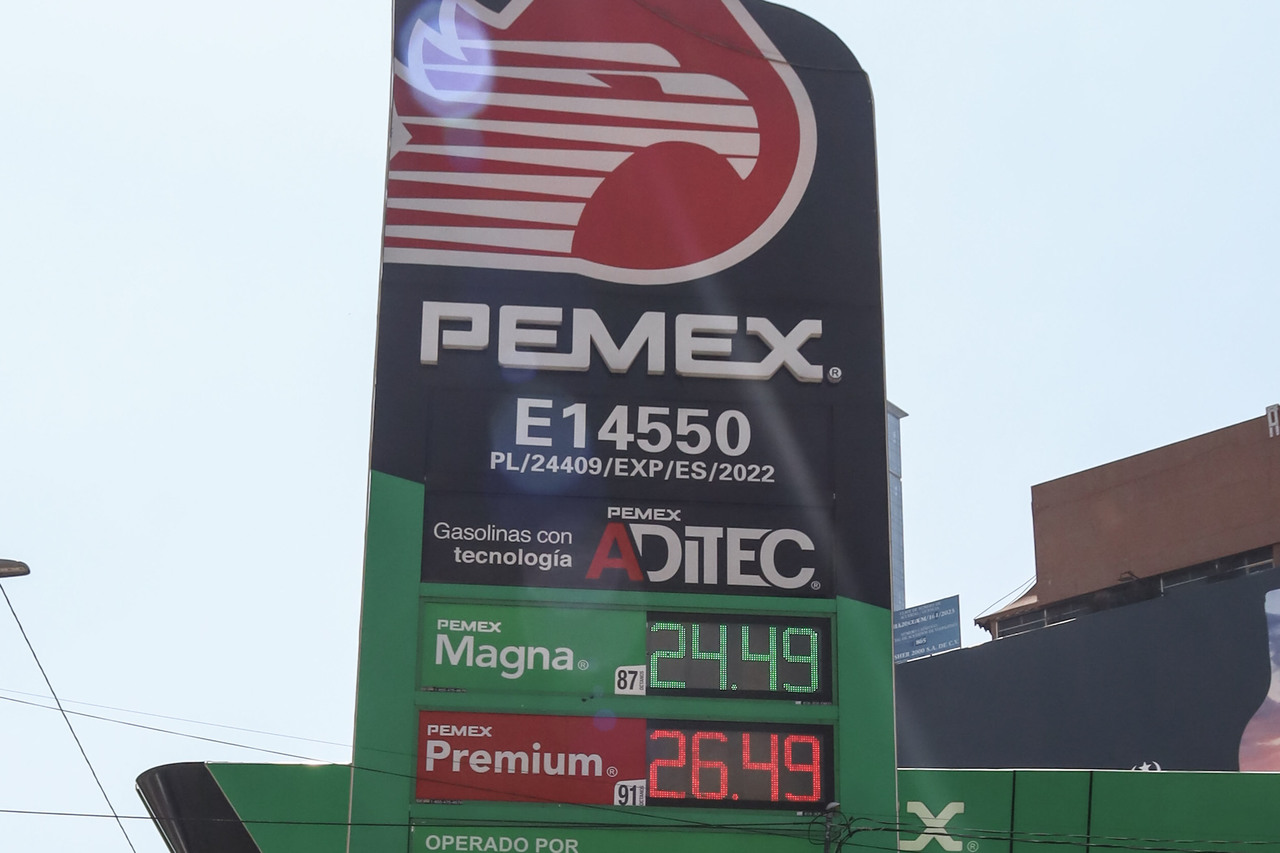 PEMEX®
E14550
PL/24409/EXP/ES/2022
Gasolinas con
tecnología
PEMEX
ADiTEC®
PEMEX
Magna®
87
24.49
PEMEX
Premium®
91
26.49
OPERADO POR
X®